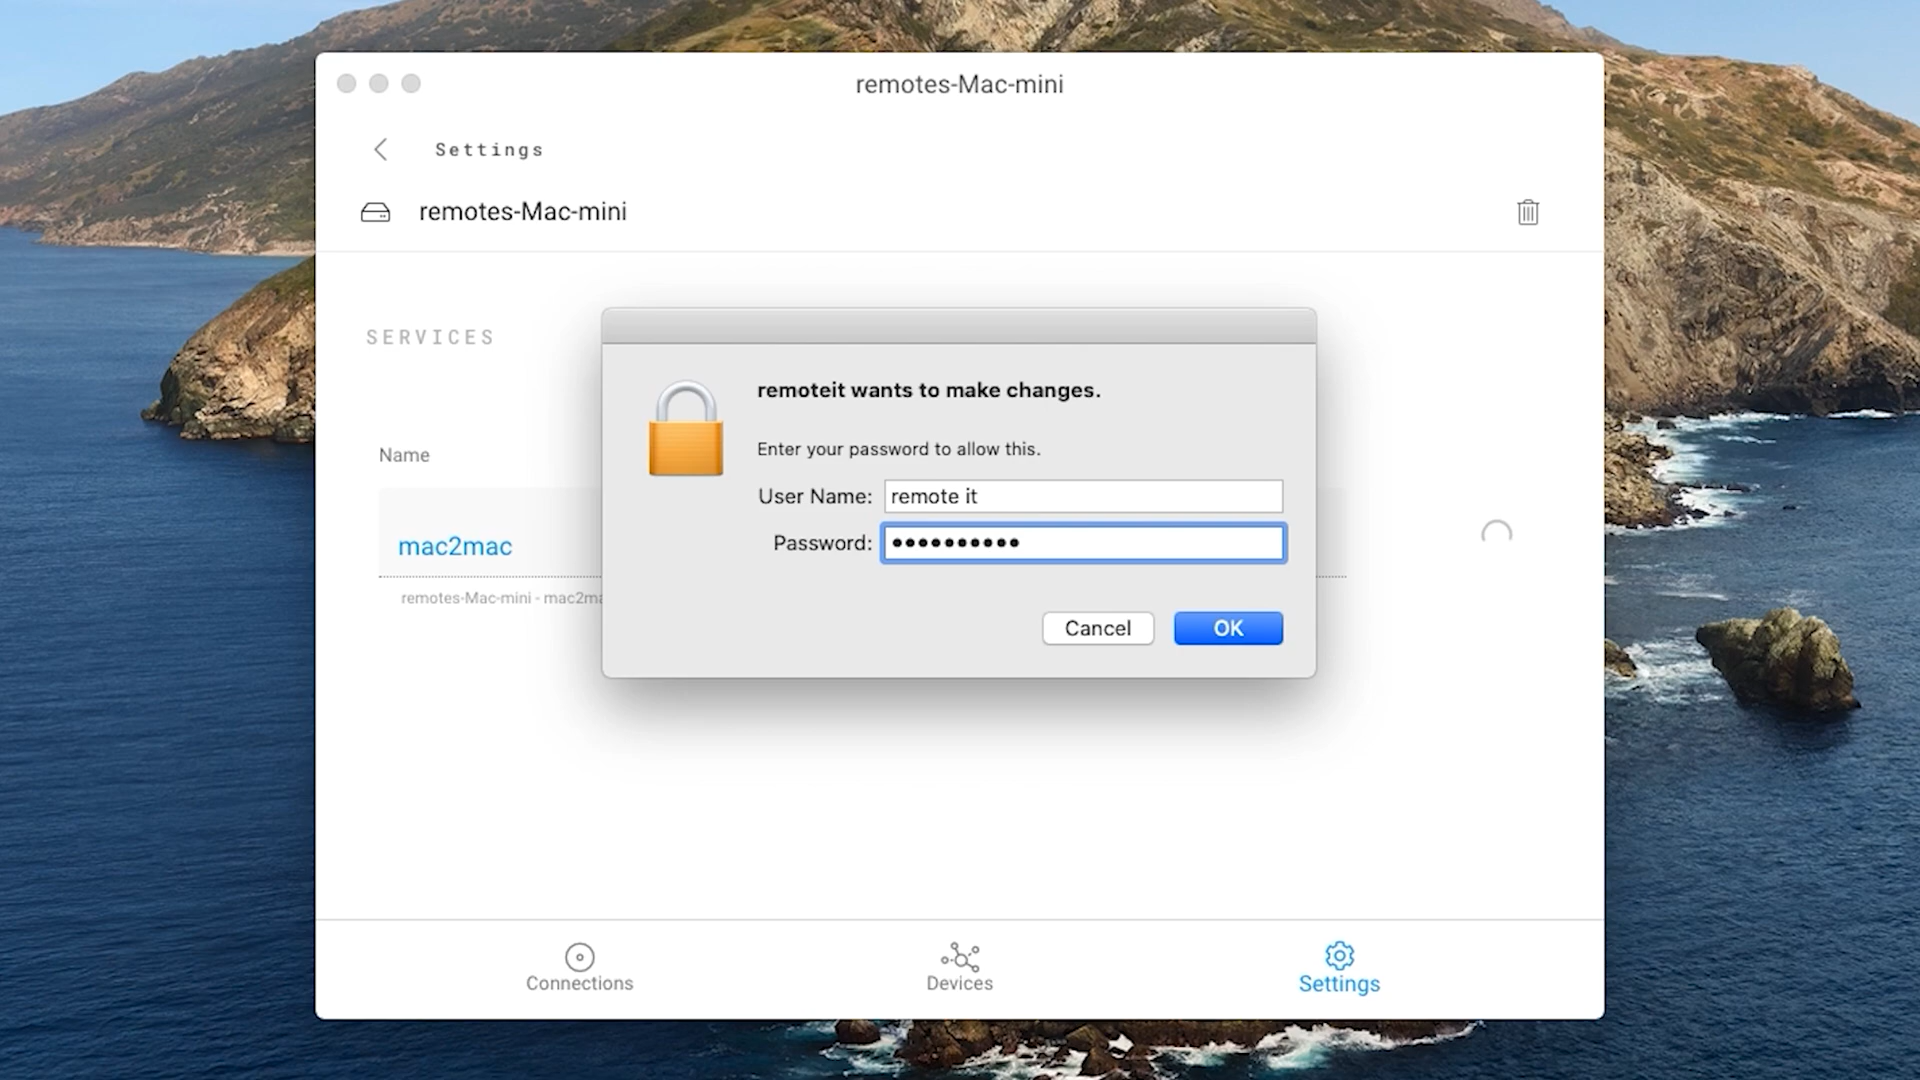 remotes-Mac-mini
Settings
remotes-Mac-mini
SERVICES
remoteit wants to make changes.
Enter your password to allow this.
Name
User Name: remote it
Password: ••••••••••
mac2mac
remotes-Mac-mini - mac2ma
Cancel
OK
Connections
Devices
Settings